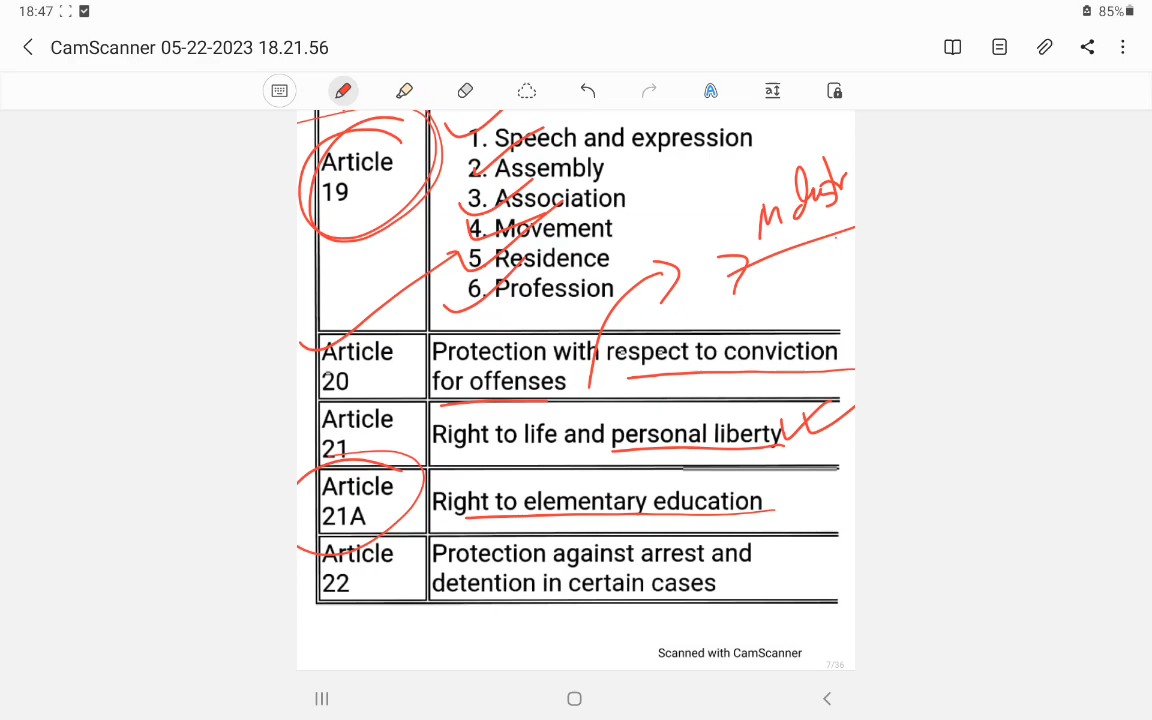 18:47
85%
CamScanner 05-22-2023 18.21.56
Article
19
1. Speech and expression
2. Assembly
3. Association
4. Movement
5. Residence
6. Profession
Article
20
Protection with respect to conviction
for offenses
Article
21
Right to life and personal liberty
Article
21A
Right to elementary education
Article
22
Protection against arrest and
detention in certain cases
Scanned with CamScanner
7/36